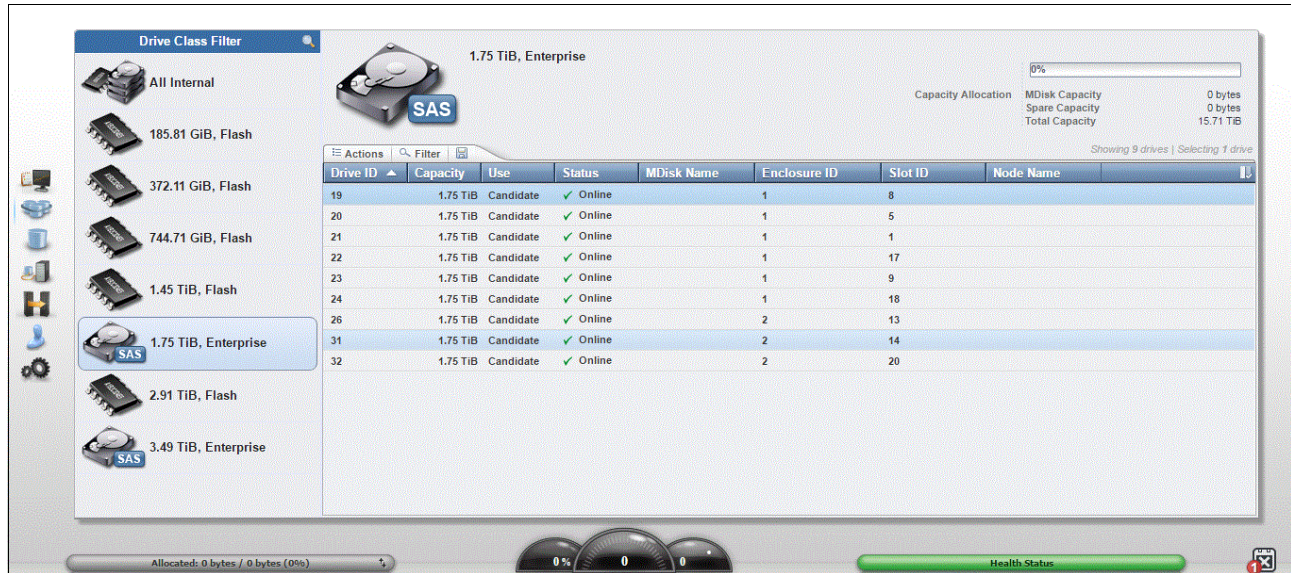 Drive Class Filter
All Internal
185.81 GiB, Flash
372.11 GiB, Flash
744.71 GiB, Flash
1.45 TiB, Flash
SAS
1.75 TiB, Enterprise
2.91 TiB, Flash
SAS
3.49 TiB, Enterprise
SAS
1.75 TiB, Enterprise
0%
Capacity Allocation MDisk Capacity 0 bytes
Spare Capacity 0 bytes
Total Capacity 15.71 TiB
Actions Filter
Showing 9 drives | Selecting 1 drive
Drive ID Capacity Use Status MDisk Name Enclosure ID Slot ID Node Name
19 1.75 TiB Candidate Online 1 8
20 1.75 TiB Candidate Online 1 5
21 1.75 TiB Candidate Online 1 1
22 1.75 TiB Candidate Online 1 17
23 1.75 TiB Candidate Online 1 9
24 1.75 TiB Candidate Online 1 18
26 1.75 TiB Candidate Online 2 13
31 1.75 TiB Candidate Online 2 14
32 1.75 TiB Candidate Online 2 20
Allocated: 0 bytes / 0 bytes (0%)
0% 0 0
Health Status
1